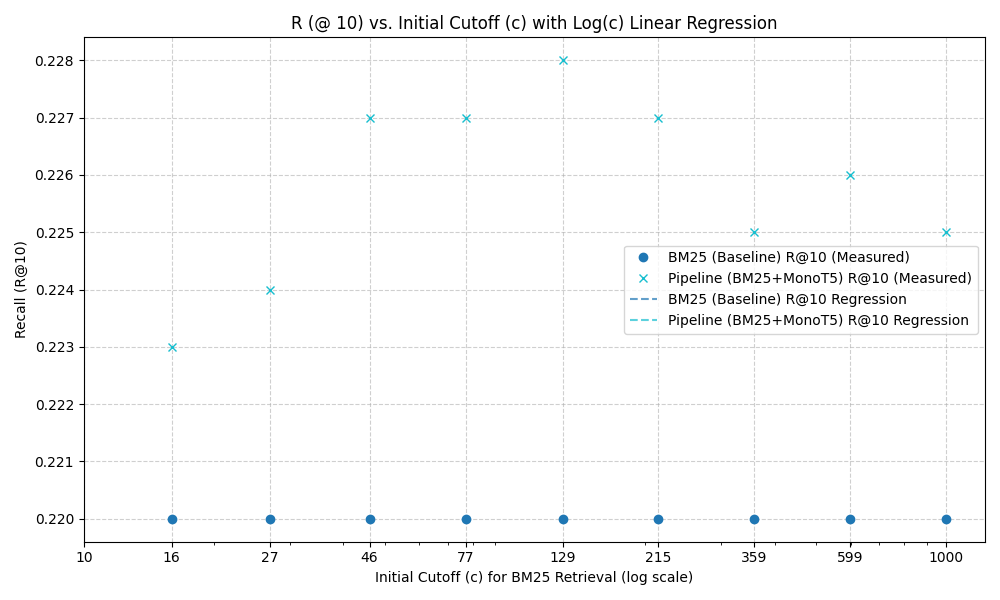 R (@ 10) vs. Initial Cutoff (c) with Log(c) Linear Regression
Recall (R@10)
0.228
0.227
0.226
0.225
0.224
0.223
0.222
0.221
0.220
BM25 (Baseline) R@10 (Measured)
Pipeline (BM25+MonoT5) R@10 (Measured)
BM25 (Baseline) R@10 Regression
Pipeline (BM25+MonoT5) R@10 Regression
10 16 27 46 77 129 215 359 599 1000
Initial Cutoff (c) for BM25 Retrieval (log scale)